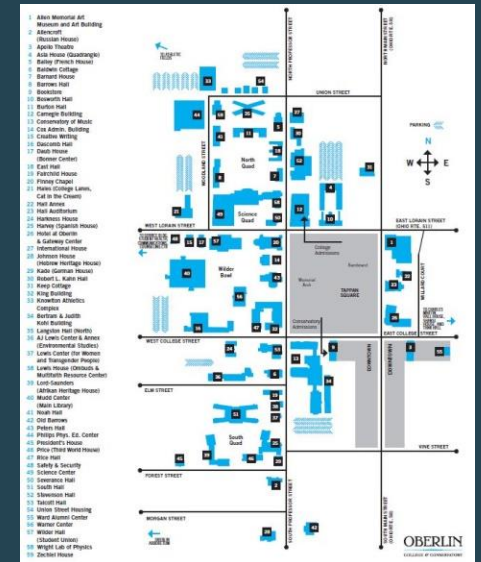 1 Allen Memorial Art
Museum and Art Building
2 Allencroft
(Russian House)
3 Apollo Theatre
4 Asia House (Quadrangle)
5 Bailey (French House)
6 Baldwin Cottage
7 Barnard House
8 Barrows Hall
9 Bookstore
10 Bosworth Hall
11 Burton Hall
12 Carnegie Building
13 Conservatory of Music
14 Cox Admin. Building
15 Creative Writing
16 Dascomb Hall
17 Daub House
(Bonner Center)
18 East Hall
19 Fairchild House
20 Finney Chapel
21 Hales (College Lanes,
Cat in the Cream)
22 Hall Annex
23 Hall Auditorium
24 Harkness House
25 Harvey (Spanish House)
26 Hotel at Oberlin
& Gateway Center
27 International House
28 Johnson House
(Hebrew Heritage House)
29 Kade (German House)
30 Robert L. Kahn Hall
31 Keep Cottage
32 King Building
33 Knowlton Athletics
Complex
34 Bertram & Judith
Kohl Building
35 Langston Hall (North)
36 AJ Lewis Center & Annex
(Environmental Studies)
37 Lewis Center (for Women
and Transgender People)
38 Lewis House (Ombuds &
Multifaith Resource Center)
39 Lord-Saunders
(Afrikan Heritage House)
40 Mudd Center
(Main Library)
41 Noah Hall
42 Old Barrows
43 Peters Hall
44 Philips Phys. Ed. Center
45 President's House
46 Price (Third World House)
47 Rice Hall
48 Safety & Security
49 Science Center
50 Severance Hall
51 South Hall
52 Stevenson Hall
53 Talcott Hall
54 Union Street Housing
55 Ward Alumni Center
56 Warner Center
57 Wilder Hall
(Student Union)
58 Wright Lab of Physics
59 Zechiel House
NORTH PROFESSOR STREET
NORTH MAIN STREET
UNION STREET
PARKING
N
W E
S
WOODLAND STREET
North
Quad
Science
Quad
WEST LORAIN STREET
EAST LORAIN STREET
(OHIO RTE. 511)
College
Admissions
Wilder
Bowl
Memorial
Arch
TAPPAN
SQUARE
WILLARD COURT
Conservatory
Admissions
WEST COLLEGE STREET
EAST COLLEGE STREET
DOWNTOWN
DOWNTOWN
ELM STREET
South
Quad
VINE STREET
FOREST STREET
MORGAN STREET
SOUTH PROFESSOR STREET
SOUTH MAIN STREET
OBERLIN
COLLEGE & CONSERVATORY